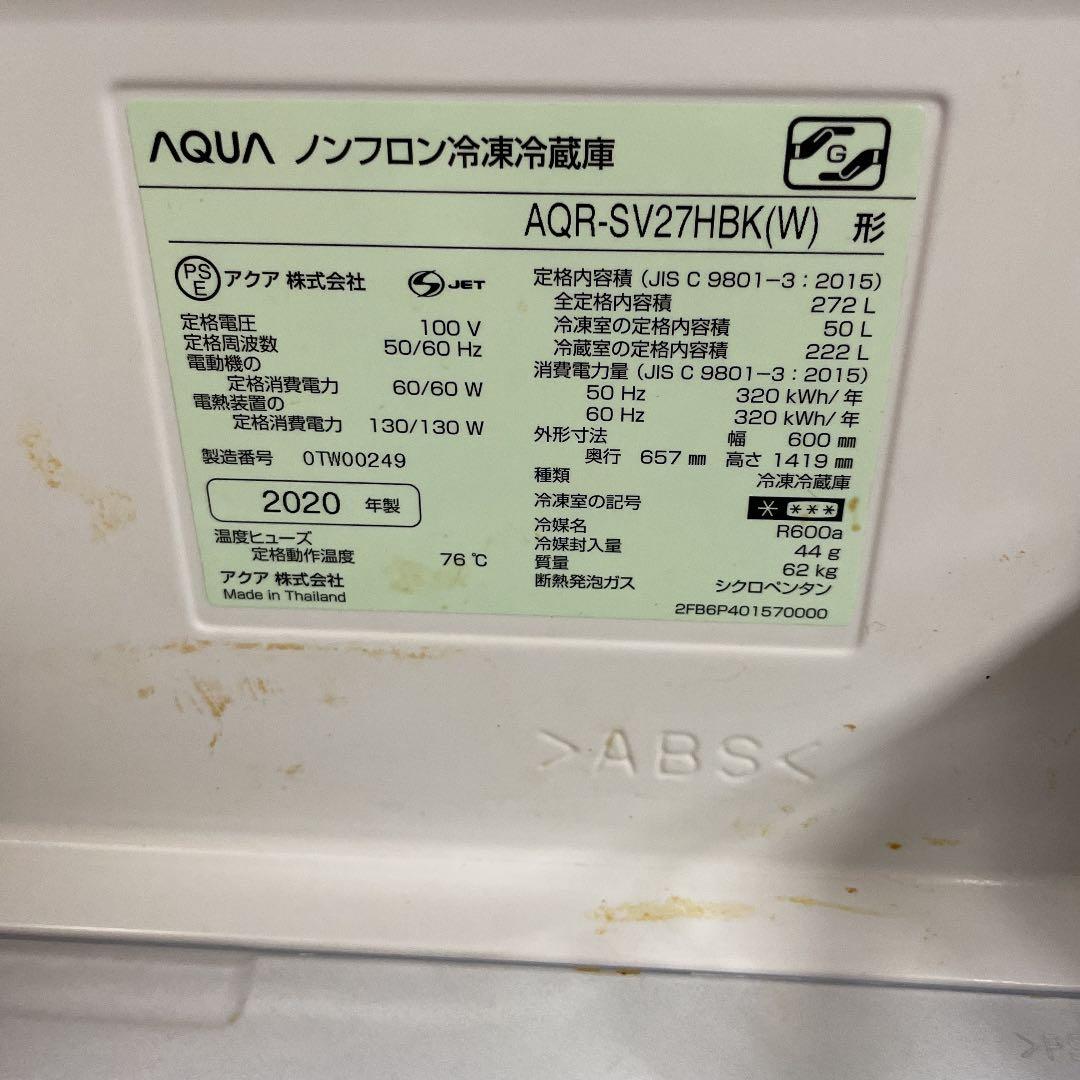 AQUA ノンフロン冷凍冷蔵庫
G
AQR-SV27HBK(W) 形
PSE アクア 株式会社 S JET
定格電圧 100 V
定格周波数 50/60 Hz
電動機の
定格消費電力 60/60 W
電熱装置の
定格消費電力 130/130 W
製造番号 0TW00249
2020 年製
温度ヒューズ
定格動作温度 76 ℃
アクア 株式会社
Made in Thailand
定格内容積 (JIS C 9801-3 : 2015)
全定格内容積 272 L
冷凍室の定格内容積 50 L
冷蔵室の定格内容積 222 L
消費電力量 (JIS C 9801-3 : 2015)
50 Hz 320 kWh/年
60 Hz 320 kWh/年
外形寸法 幅 600 mm
奥行 657 mm 高さ 1419 mm
種類 冷凍冷蔵庫
冷凍室の記号 * ***
冷媒名 R600a
冷媒封入量 44 g
質量 62 kg
断熱発泡ガス シクロペンタン
2FB6P401570000
>ABS<